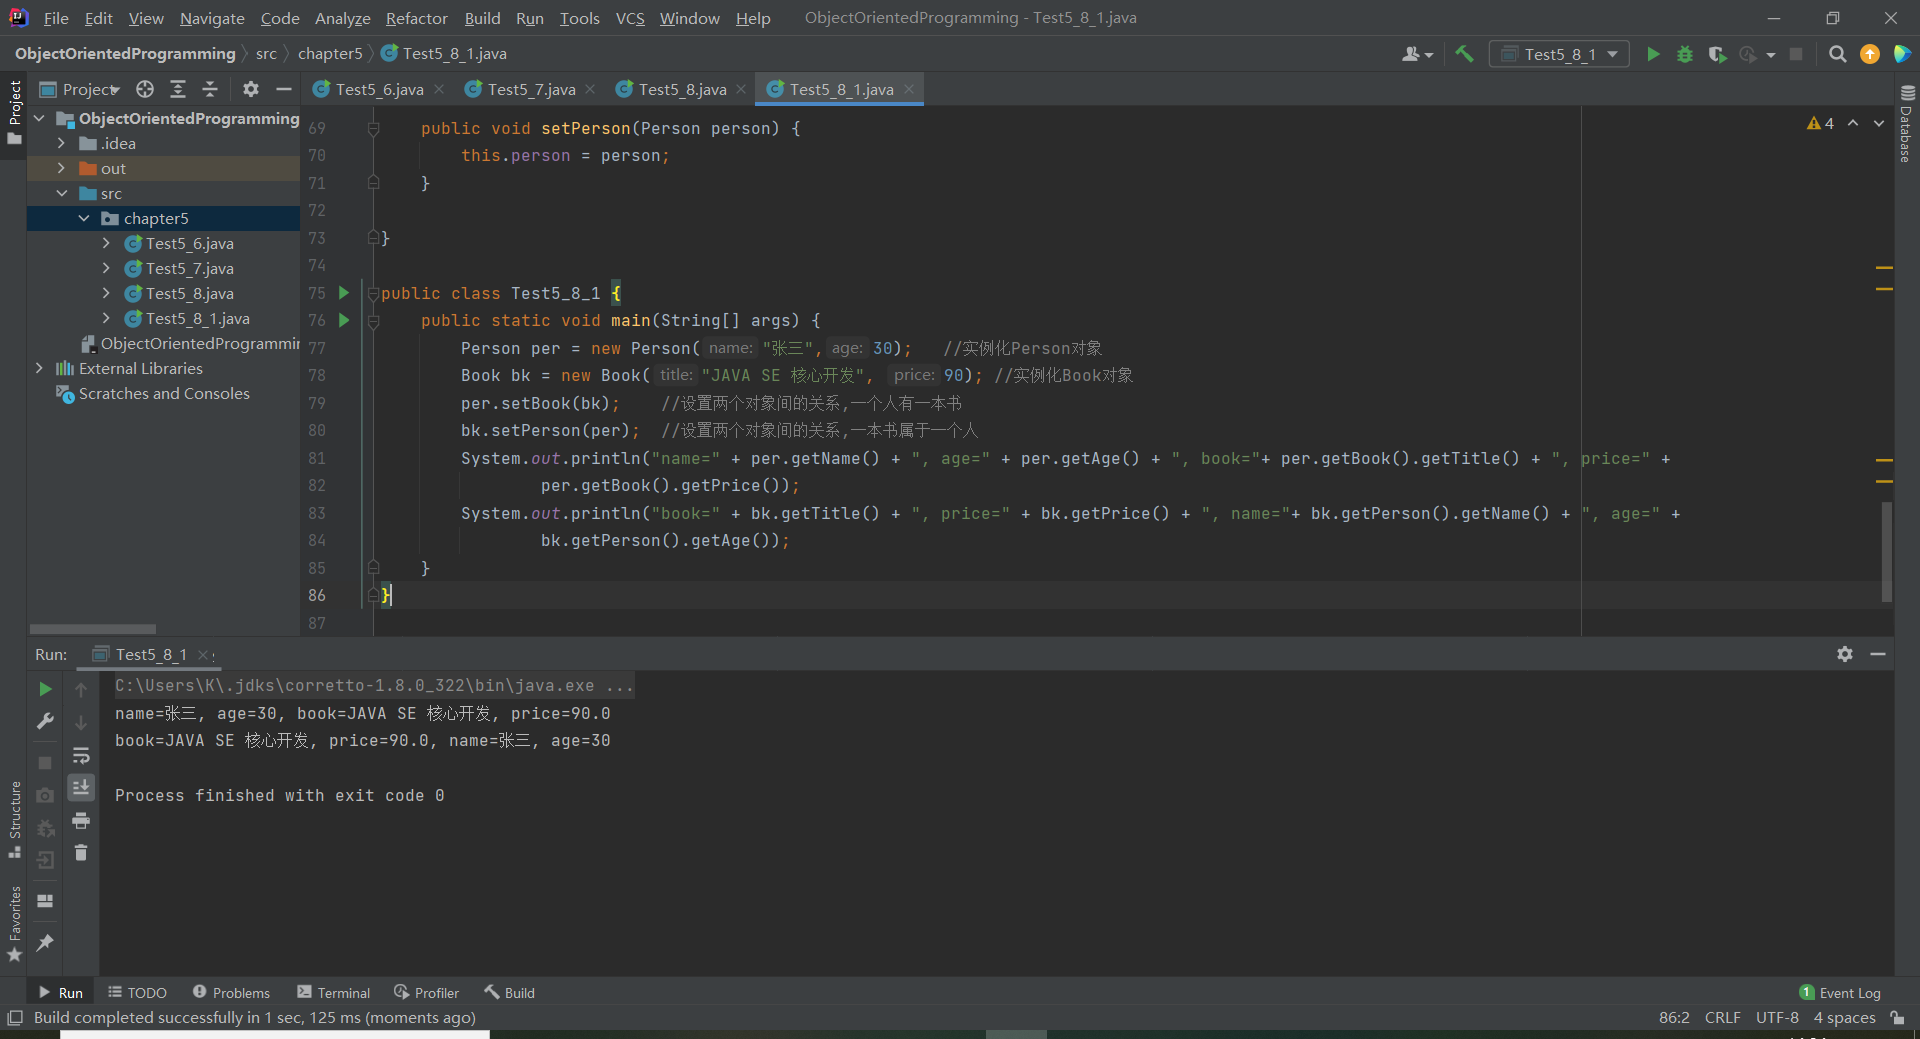 File Edit View Navigate Code Analyze Refactor Build Run Tools VCS Window Help ObjectOrientedProgramming - Test5_8_1.java
ObjectOrientedProgramming src chapter5 Test5_8_1.java Test5_8_1
Project Test5_6.java Test5_7.java Test5_8.java Test5_8_1.java
Project
ObjectOrientedProgramming
.idea
out
src
chapter5
Test5_6.java
Test5_7.java
Test5_8.java
Test5_8_1.java
ObjectOrientedProgrammin
External Libraries
Scratches and Consoles
4
Database
69 public void setPerson(Person person) {
70 this.person = person;
71 }
72
73 }
74
75 public class Test5_8_1 {
76 public static void main(String[] args) {
77 Person per = new Person( name: "张三", age: 30); //实例化Person对象
78 Book bk = new Book( title: "JAVA SE 核心开发", price: 90); //实例化Book对象
79 per.setBook(bk); //设置两个对象间的关系,一个人有一本书
80 bk.setPerson(per); //设置两个对象间的关系,一本书属于一个人
81 System.out.println("name=" + per.getName() + ", age=" + per.getAge() + ", book="+ per.getBook().getTitle() + ", price=" +
82 per.getBook().getPrice());
83 System.out.println("book=" + bk.getTitle() + ", price=" + bk.getPrice() + ", name="+ bk.getPerson().getName() + ", age=" +
84 bk.getPerson().getAge());
85 }
86 }
87
Run: Test5_8_1
C:\Users\K\.jdks\corretto-1.8.0_322\bin\java.exe ...
name=张三, age=30, book=JAVA SE 核心开发, price=90.0
book=JAVA SE 核心开发, price=90.0, name=张三, age=30
Process finished with exit code 0
Structure
Favorites
Run TODO Problems Terminal Profiler Build 1 Event Log
Build completed successfully in 1 sec, 125 ms (moments ago) 86:2 CRLF UTF-8 4 spaces